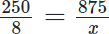 250/8 = 875/x